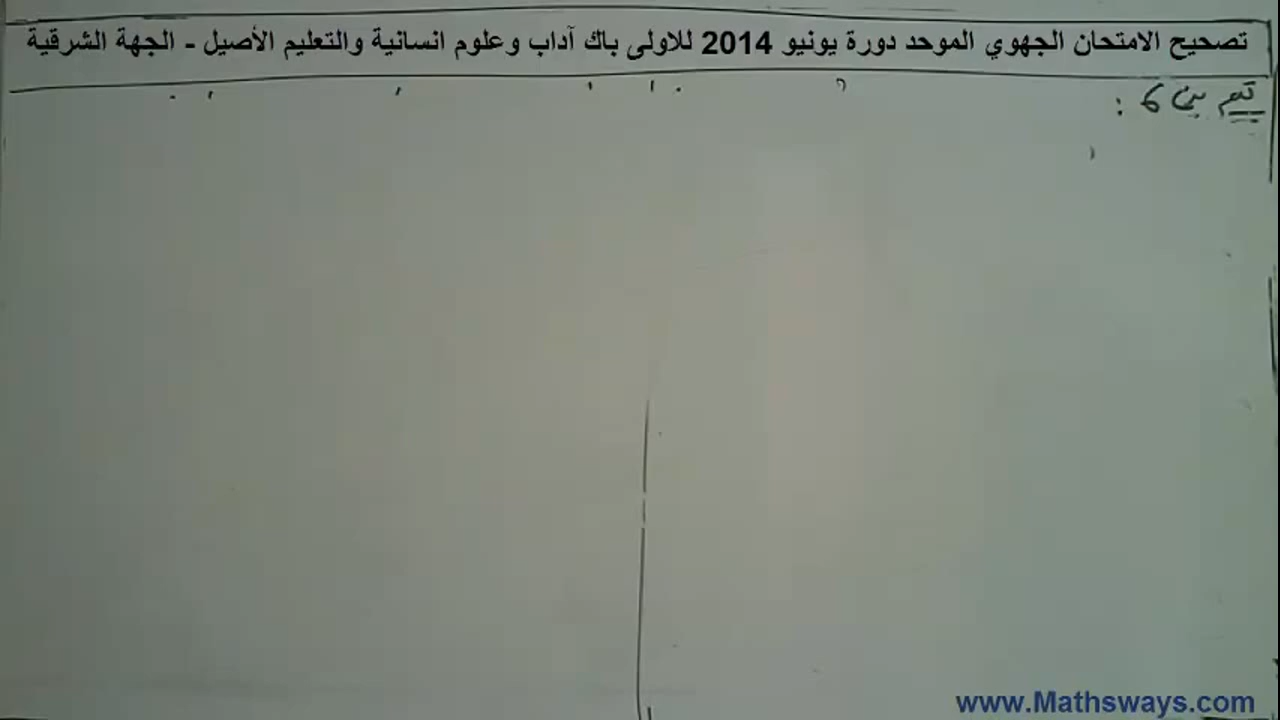 تصحيح الامتحان الجهوي الموحد دورة يونيو 2014 للاولى باك آداب وعلوم انسانية والتعليم الأصيل - الجهة الشرقية
6 :
www.Mathsways.com